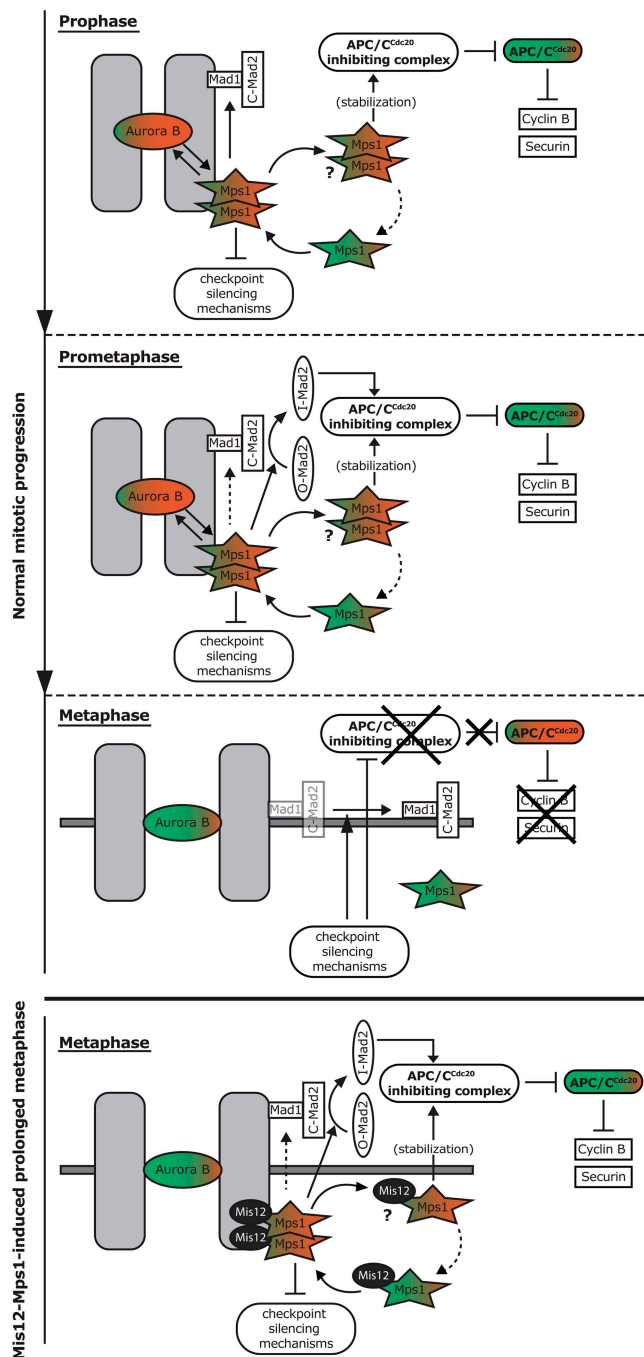 Normal mitotic progression
Prophase
APC/CCdc20
inhibiting complex
APC/CCdc20
(stabilization)
Cyclin B
Securin
Mad1
C-Mad2
Aurora B
Mps1
Mps1
?
Mps1
Mps1
Mps1
checkpoint
silencing
mechanisms
Prometaphase
I-Mad2
O-Mad2
APC/CCdc20
inhibiting complex
APC/CCdc20
(stabilization)
Cyclin B
Securin
Mad1
C-Mad2
Aurora B
Mps1
Mps1
?
Mps1
Mps1
Mps1
checkpoint
silencing
mechanisms
Metaphase
APC/CCdc20
inhibiting complex
APC/CCdc20
Cyclin B
Securin
Mad1
C-Mad2
Mad1
C-Mad2
Aurora B
Mps1
checkpoint
silencing
mechanisms
Mis12-Mps1-induced prolonged metaphase
Metaphase
I-Mad2
O-Mad2
APC/CCdc20
inhibiting complex
APC/CCdc20
(stabilization)
Cyclin B
Securin
Mad1
C-Mad2
Aurora B
Mis12
Mps1
?
Mis12
Mps1
Mis12
Mps1
Mis12
Mps1
checkpoint
silencing
mechanisms